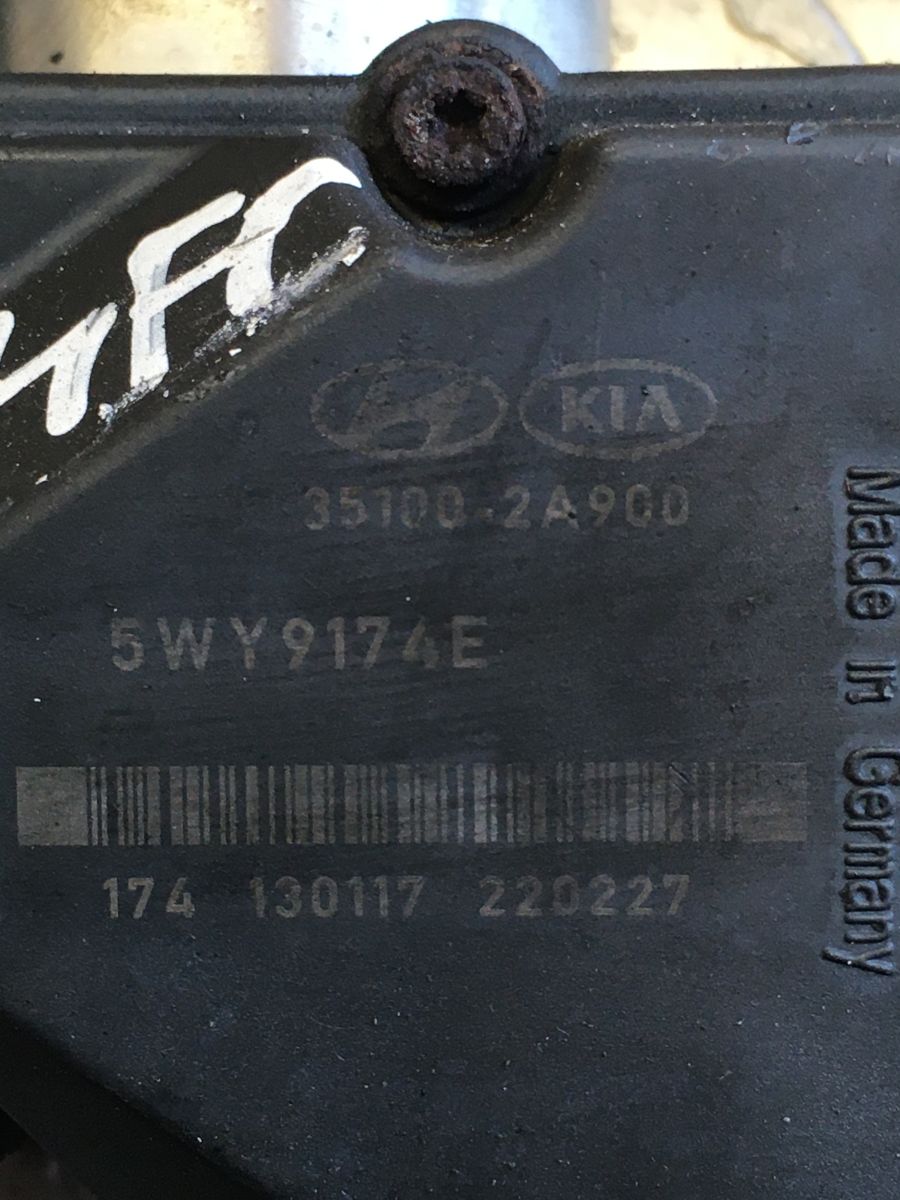 KIA
35100-2A900
5WY9174E
174 130117 220227
Made in Germany